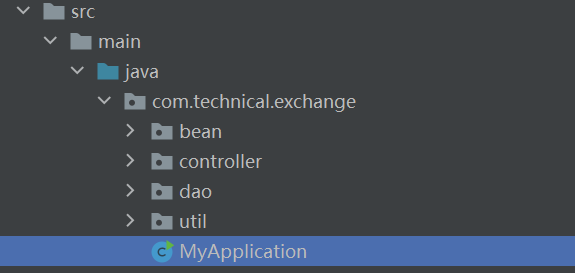 src
main
java
com.technical.exchange
bean
controller
dao
util
MyApplication